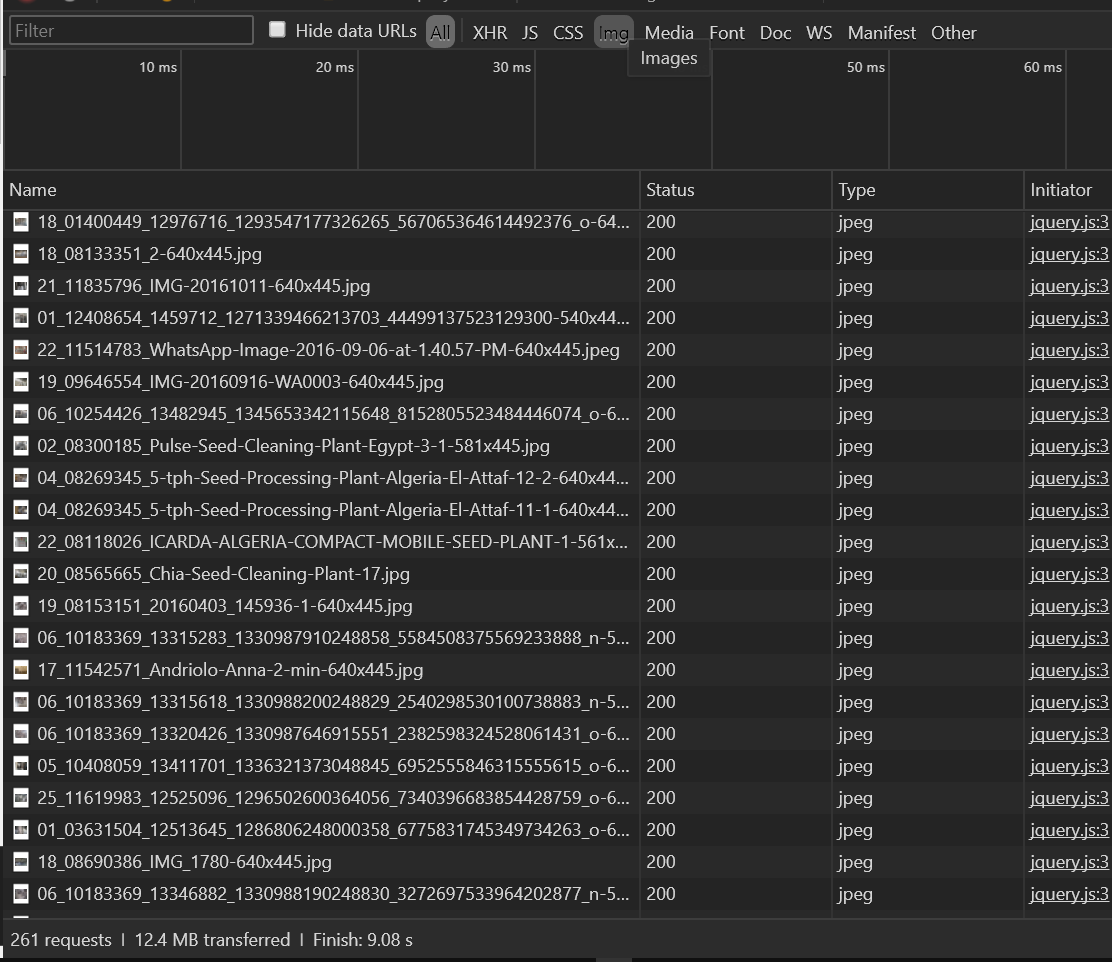 Filter Hide data URLs All XHR JS CSS Img Media Font Doc WS Manifest Other
Images
10 ms 20 ms 30 ms 50 ms 60 ms
Name Status Type Initiator
18_01400449_12976716_1293547177326265_567065364614492376_o-64... 200 jpeg jquery.js:3
18_08133351_2-640x445.jpg 200 jpeg jquery.js:3
21_11835796_IMG-20161011-640x445.jpg 200 jpeg jquery.js:3
01_12408654_1459712_1271339466213703_44499137523129300-540x44... 200 jpeg jquery.js:3
22_11514783_WhatsApp-Image-2016-09-06-at-1.40.57-PM-640x445.jpeg 200 jpeg jquery.js:3
19_09646554_IMG-20160916-WA0003-640x445.jpg 200 jpeg jquery.js:3
06_10254426_13482945_1345653342115648_8152805523484446074_o-6... 200 jpeg jquery.js:3
02_08300185_Pulse-Seed-Cleaning-Plant-Egypt-3-1-581x445.jpg 200 jpeg jquery.js:3
04_08269345_5-tph-Seed-Processing-Plant-Algeria-El-Attaf-12-2-640x44... 200 jpeg jquery.js:3
04_08269345_5-tph-Seed-Processing-Plant-Algeria-El-Attaf-11-1-640x44... 200 jpeg jquery.js:3
22_08118026_ICARDA-ALGERIA-COMPACT-MOBILE-SEED-PLANT-1-561x... 200 jpeg jquery.js:3
20_08565665_Chia-Seed-Cleaning-Plant-17.jpg 200 jpeg jquery.js:3
19_08153151_20160403_145936-1-640x445.jpg 200 jpeg jquery.js:3
06_10183369_13315283_1330987910248858_5584508375569233888_n-5... 200 jpeg jquery.js:3
17_11542571_Andriolo-Anna-2-min-640x445.jpg 200 jpeg jquery.js:3
06_10183369_13315618_1330988200248829_2540298530100738883_n-5... 200 jpeg jquery.js:3
06_10183369_13320426_1330987646915551_2382598324528061431_o-6... 200 jpeg jquery.js:3
05_10408059_13411701_1336321373048845_6952555846315555615_o-6... 200 jpeg jquery.js:3
25_11619983_12525096_1296502600364056_7340396683854428759_o-6... 200 jpeg jquery.js:3
01_03631504_12513645_1286806248000358_6775831745349734263_o-6... 200 jpeg jquery.js:3
18_08690386_IMG_1780-640x445.jpg 200 jpeg jquery.js:3
06_10183369_13346882_1330988190248830_3272697533964202877_n-5... 200 jpeg jquery.js:3
261 requests | 12.4 MB transferred | Finish: 9.08 s